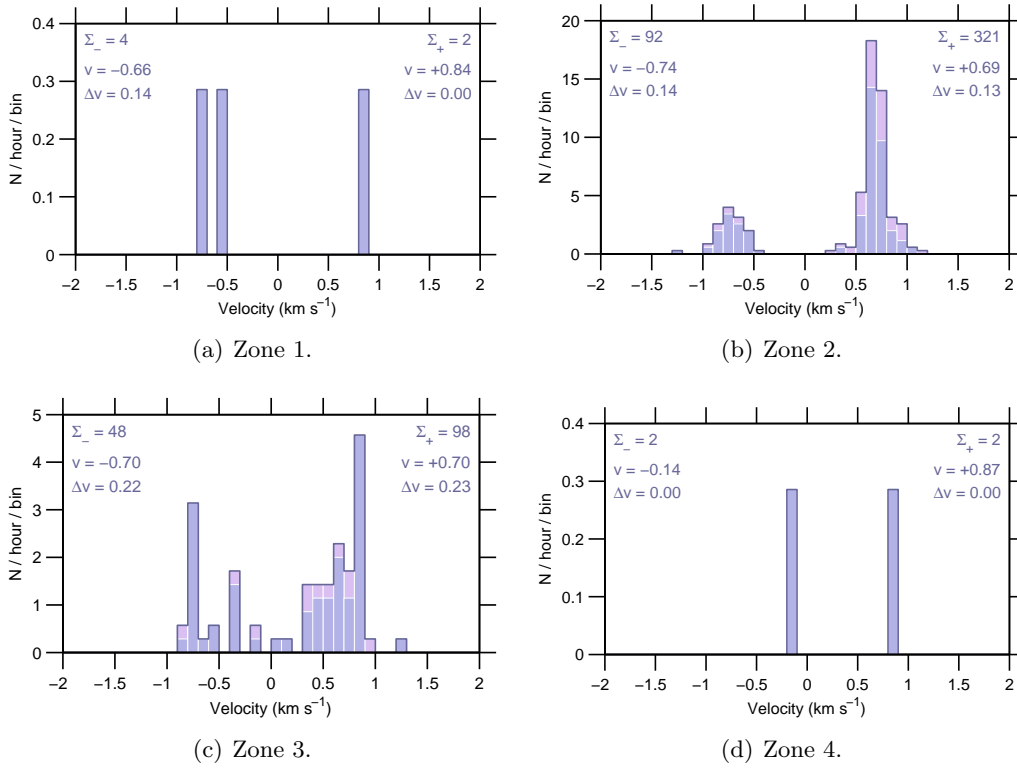 0.4
0.3
0.2
0.1
0
N / hour / bin
Σ_− = 4
v = −0.66
Δv = 0.14
Σ_+ = 2
v = +0.84
Δv = 0.00
−2 −1.5 −1 −0.5 0 0.5 1 1.5 2
Velocity (km s⁻¹)
(a) Zone 1.
20
15
10
5
0
N / hour / bin
Σ_− = 92
v = −0.74
Δv = 0.14
Σ_+ = 321
v = +0.69
Δv = 0.13
−2 −1.5 −1 −0.5 0 0.5 1 1.5 2
Velocity (km s⁻¹)
(b) Zone 2.
5
4
3
2
1
0
N / hour / bin
Σ_− = 48
v = −0.70
Δv = 0.22
Σ_+ = 98
v = +0.70
Δv = 0.23
−2 −1.5 −1 −0.5 0 0.5 1 1.5 2
Velocity (km s⁻¹)
(c) Zone 3.
0.4
0.3
0.2
0.1
0
N / hour / bin
Σ_− = 2
v = −0.14
Δv = 0.00
Σ_+ = 2
v = +0.87
Δv = 0.00
−2 −1.5 −1 −0.5 0 0.5 1 1.5 2
Velocity (km s⁻¹)
(d) Zone 4.